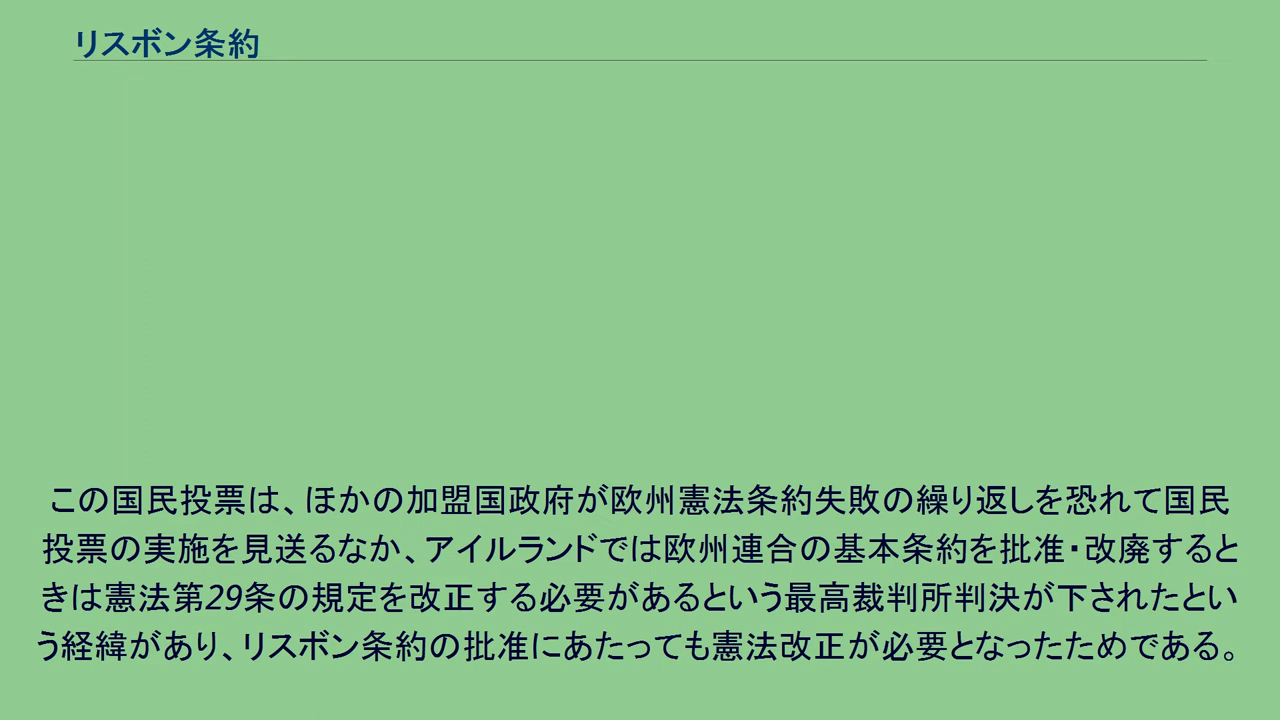 リスボン条約
この国民投票は、ほかの加盟国政府が欧州憲法条約失敗の繰り返しを恐れて国民
投票の実施を見送るなか、アイルランドでは欧州連合の基本条約を批准・改廃すると
きは憲法第29条の規定を改正する必要があるという最高裁判所判決が下されたとい
う経緯があり、リスボン条約の批准にあたっても憲法改正が必要となったためである。